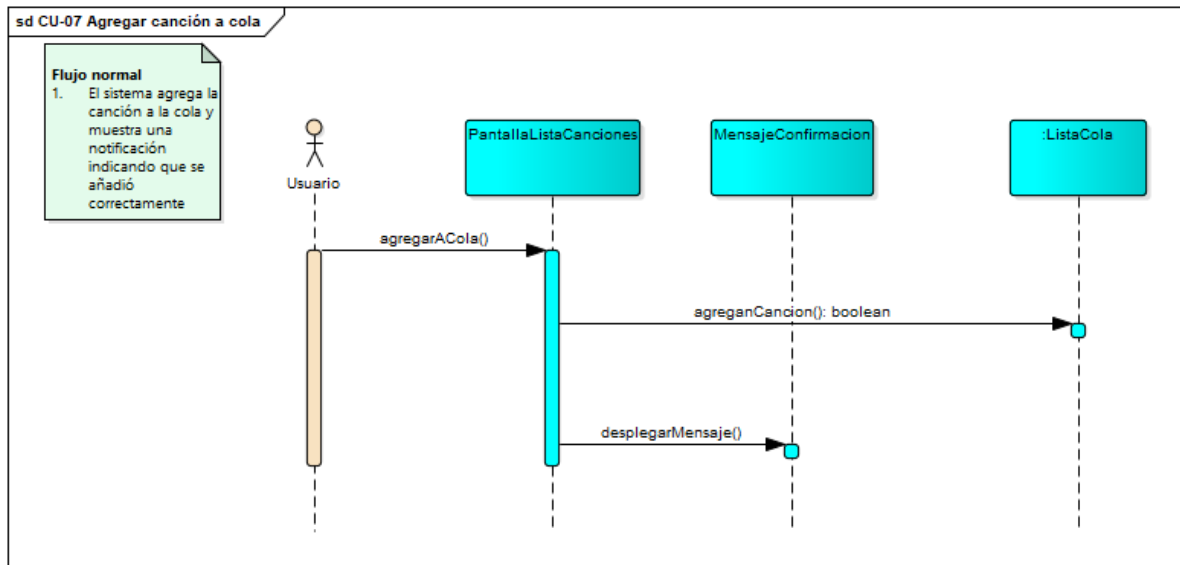 sd CU-07 Agregar canción a cola
Flujo normal
1. El sistema agrega la
canción a la cola y
muestra una
notificación
indicando que se
añadió
correctamente
Usuario
PantallaListaCanciones
MensajeConfirmacion
:ListaCola
agregarACola()
agreganCancion(): boolean
desplegarMensaje()